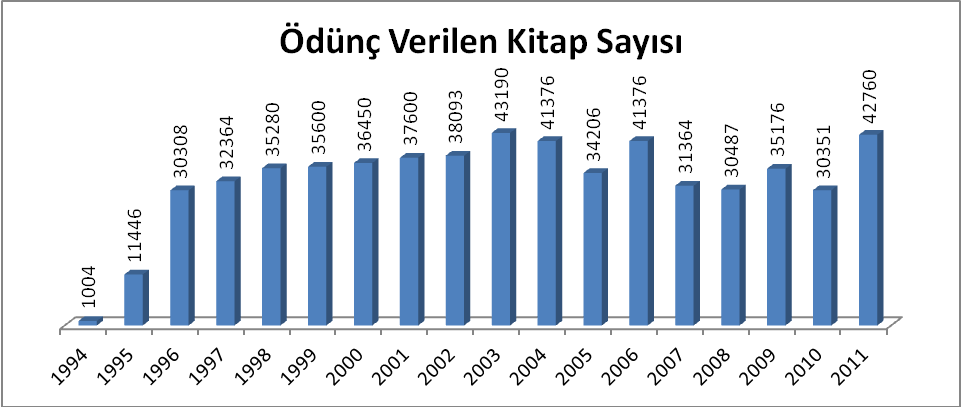 Ödünç Verilen Kitap Sayısı
1004 11446 30308 32364 35280 35600 36450 37600 38093 43190 41376 34206 41376 31364 30487 35176 30351 42760
1994 1995 1996 1997 1998 1999 2000 2001 2002 2003 2004 2005 2006 2007 2008 2009 2010 2011